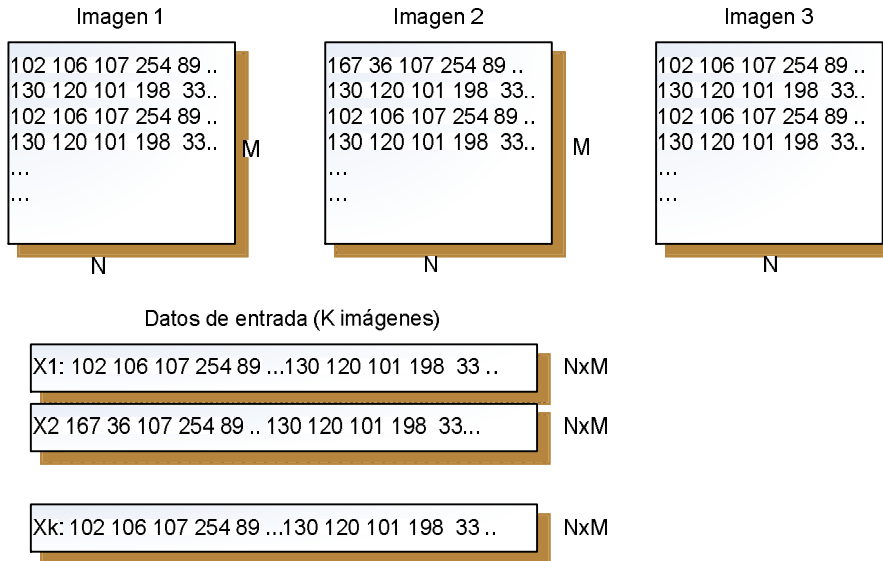 Imagen 1
Imagen 2
Imagen 3
102 106 107 254 89 ..
130 120 101 198 33..
102 106 107 254 89 ..
130 120 101 198 33..
...
...
M
N
167 36 107 254 89 ..
130 120 101 198 33..
102 106 107 254 89 ..
130 120 101 198 33..
...
...
M
N
102 106 107 254 89 ..
130 120 101 198 33..
102 106 107 254 89 ..
130 120 101 198 33..
...
...
N
Datos de entrada (K imágenes)
X1: 102 106 107 254 89 ...130 120 101 198 33 ..
NxM
X2 167 36 107 254 89 .. 130 120 101 198 33...
NxM
Xk: 102 106 107 254 89 ...130 120 101 198 33 ..
NxM